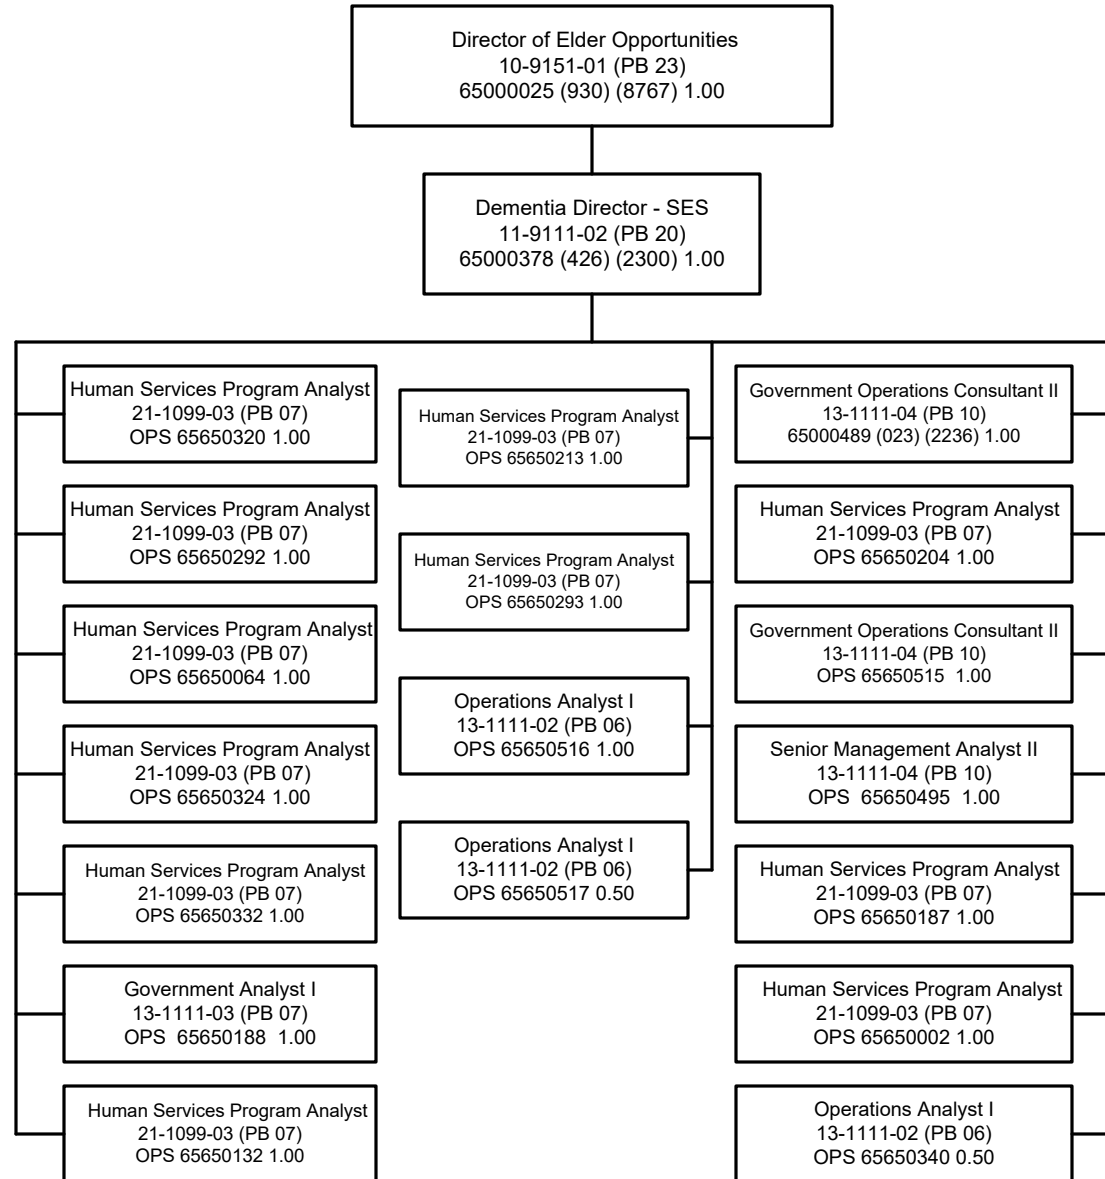 Director of Elder Opportunities
10-9151-01 (PB 23)
65000025 (930) (8767) 1.00
Dementia Director - SES
11-9111-02 (PB 20)
65000378 (426) (2300) 1.00
Human Services Program Analyst
21-1099-03 (PB 07)
OPS 65650320 1.00
Human Services Program Analyst
21-1099-03 (PB 07)
OPS 65650292 1.00
Human Services Program Analyst
21-1099-03 (PB 07)
OPS 65650064 1.00
Human Services Program Analyst
21-1099-03 (PB 07)
OPS 65650324 1.00
Human Services Program Analyst
21-1099-03 (PB 07)
OPS 65650332 1.00
Government Analyst I
13-1111-03 (PB 07)
OPS  65650188  1.00
Human Services Program Analyst
21-1099-03 (PB 07)
OPS 65650132 1.00
Human Services Program Analyst
21-1099-03 (PB 07)
OPS 65650213 1.00
Human Services Program Analyst
21-1099-03 (PB 07)
OPS 65650293 1.00
Operations Analyst I
13-1111-02 (PB 06)
OPS 65650516 1.00
Operations Analyst I
13-1111-02 (PB 06)
OPS 65650517 0.50
Government Operations Consultant II
13-1111-04 (PB 10)
65000489 (023) (2236) 1.00
Human Services Program Analyst
21-1099-03 (PB 07)
OPS 65650204 1.00
Government Operations Consultant II
13-1111-04 (PB 10)
OPS 65650515  1.00
Senior Management Analyst II
13-1111-04 (PB 10)
OPS  65650495  1.00
Human Services Program Analyst
21-1099-03 (PB 07)
OPS 65650187 1.00
Human Services Program Analyst
21-1099-03 (PB 07)
OPS 65650002 1.00
Operations Analyst I
13-1111-02 (PB 06)
OPS 65650340 0.50